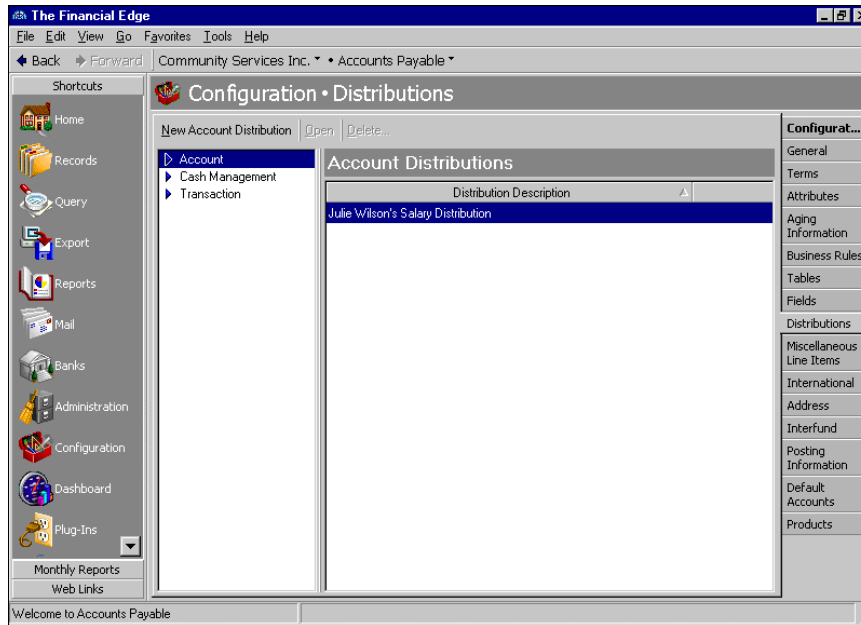 The Financial Edge
File Edit View Go Favorites Tools Help
Back Forward Community Services Inc. • Accounts Payable
Shortcuts
Home
Records
Query
Export
Reports
Mail
Banks
Administration
Configuration
Dashboard
Plug-Ins
Monthly Reports
Web Links
Configuration • Distributions
New Account Distribution Open Delete...
Account
Cash Management
Transaction
Account Distributions
Distribution Description
Julie Wilson's Salary Distribution
Configurat...
General
Terms
Attributes
Aging
Information
Business Rules
Tables
Fields
Distributions
Miscellaneous
Line Items
International
Address
Interfund
Posting
Information
Default
Accounts
Products
Welcome to Accounts Payable